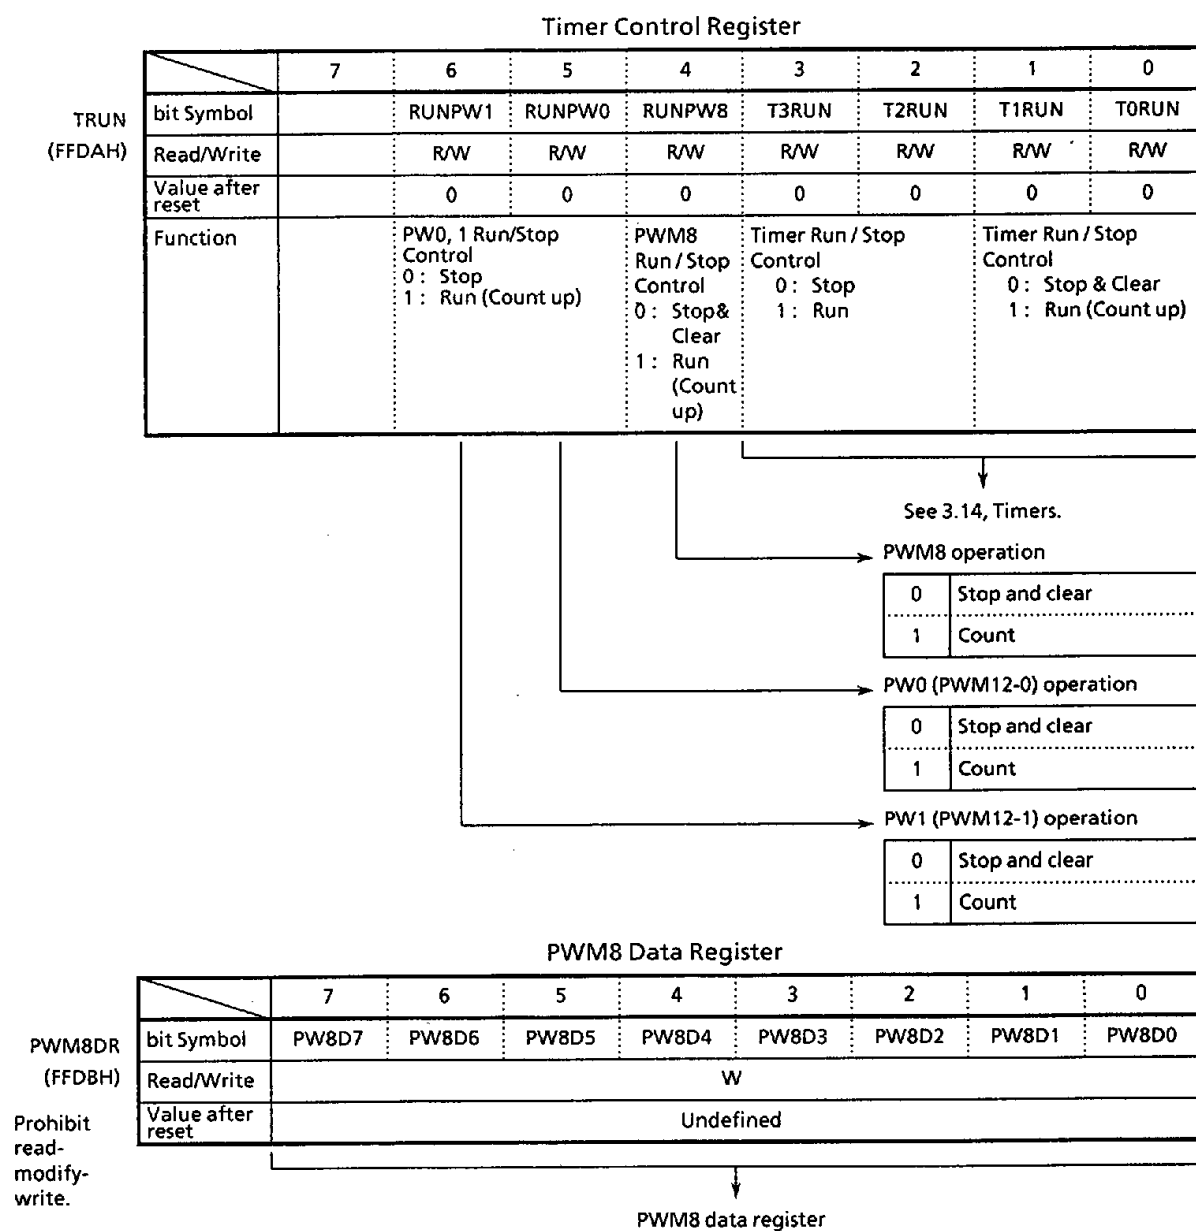 Timer Control Register
7 6 5 4 3 2 1 0
TRUN
(FFDAH)
bit Symbol RUNPW1 RUNPW0 RUNPW8 T3RUN T2RUN T1RUN T0RUN
Read/Write R/W R/W R/W R/W R/W R/W R/W
Value after
reset
0 0 0 0 0 0 0
Function
PW0, 1 Run/Stop
Control
0 : Stop
1 : Run (Count up)
PWM8
Run / Stop
Control
0 : Stop&
Clear
1 : Run
(Count
up)
Timer Run / Stop
Control
0 : Stop
1 : Run
Timer Run / Stop
Control
0 : Stop & Clear
1 : Run (Count up)
See 3.14, Timers.
PWM8 operation
0 Stop and clear
1 Count
PW0 (PWM12-0) operation
0 Stop and clear
1 Count
PW1 (PWM12-1) operation
0 Stop and clear
1 Count
PWM8 Data Register
7 6 5 4 3 2 1 0
PWM8DR
(FFDBH)
Prohibit
read-
modify-
write.
bit Symbol PW8D7 PW8D6 PW8D5 PW8D4 PW8D3 PW8D2 PW8D1 PW8D0
Read/Write W
Value after
reset
Undefined
PWM8 data register